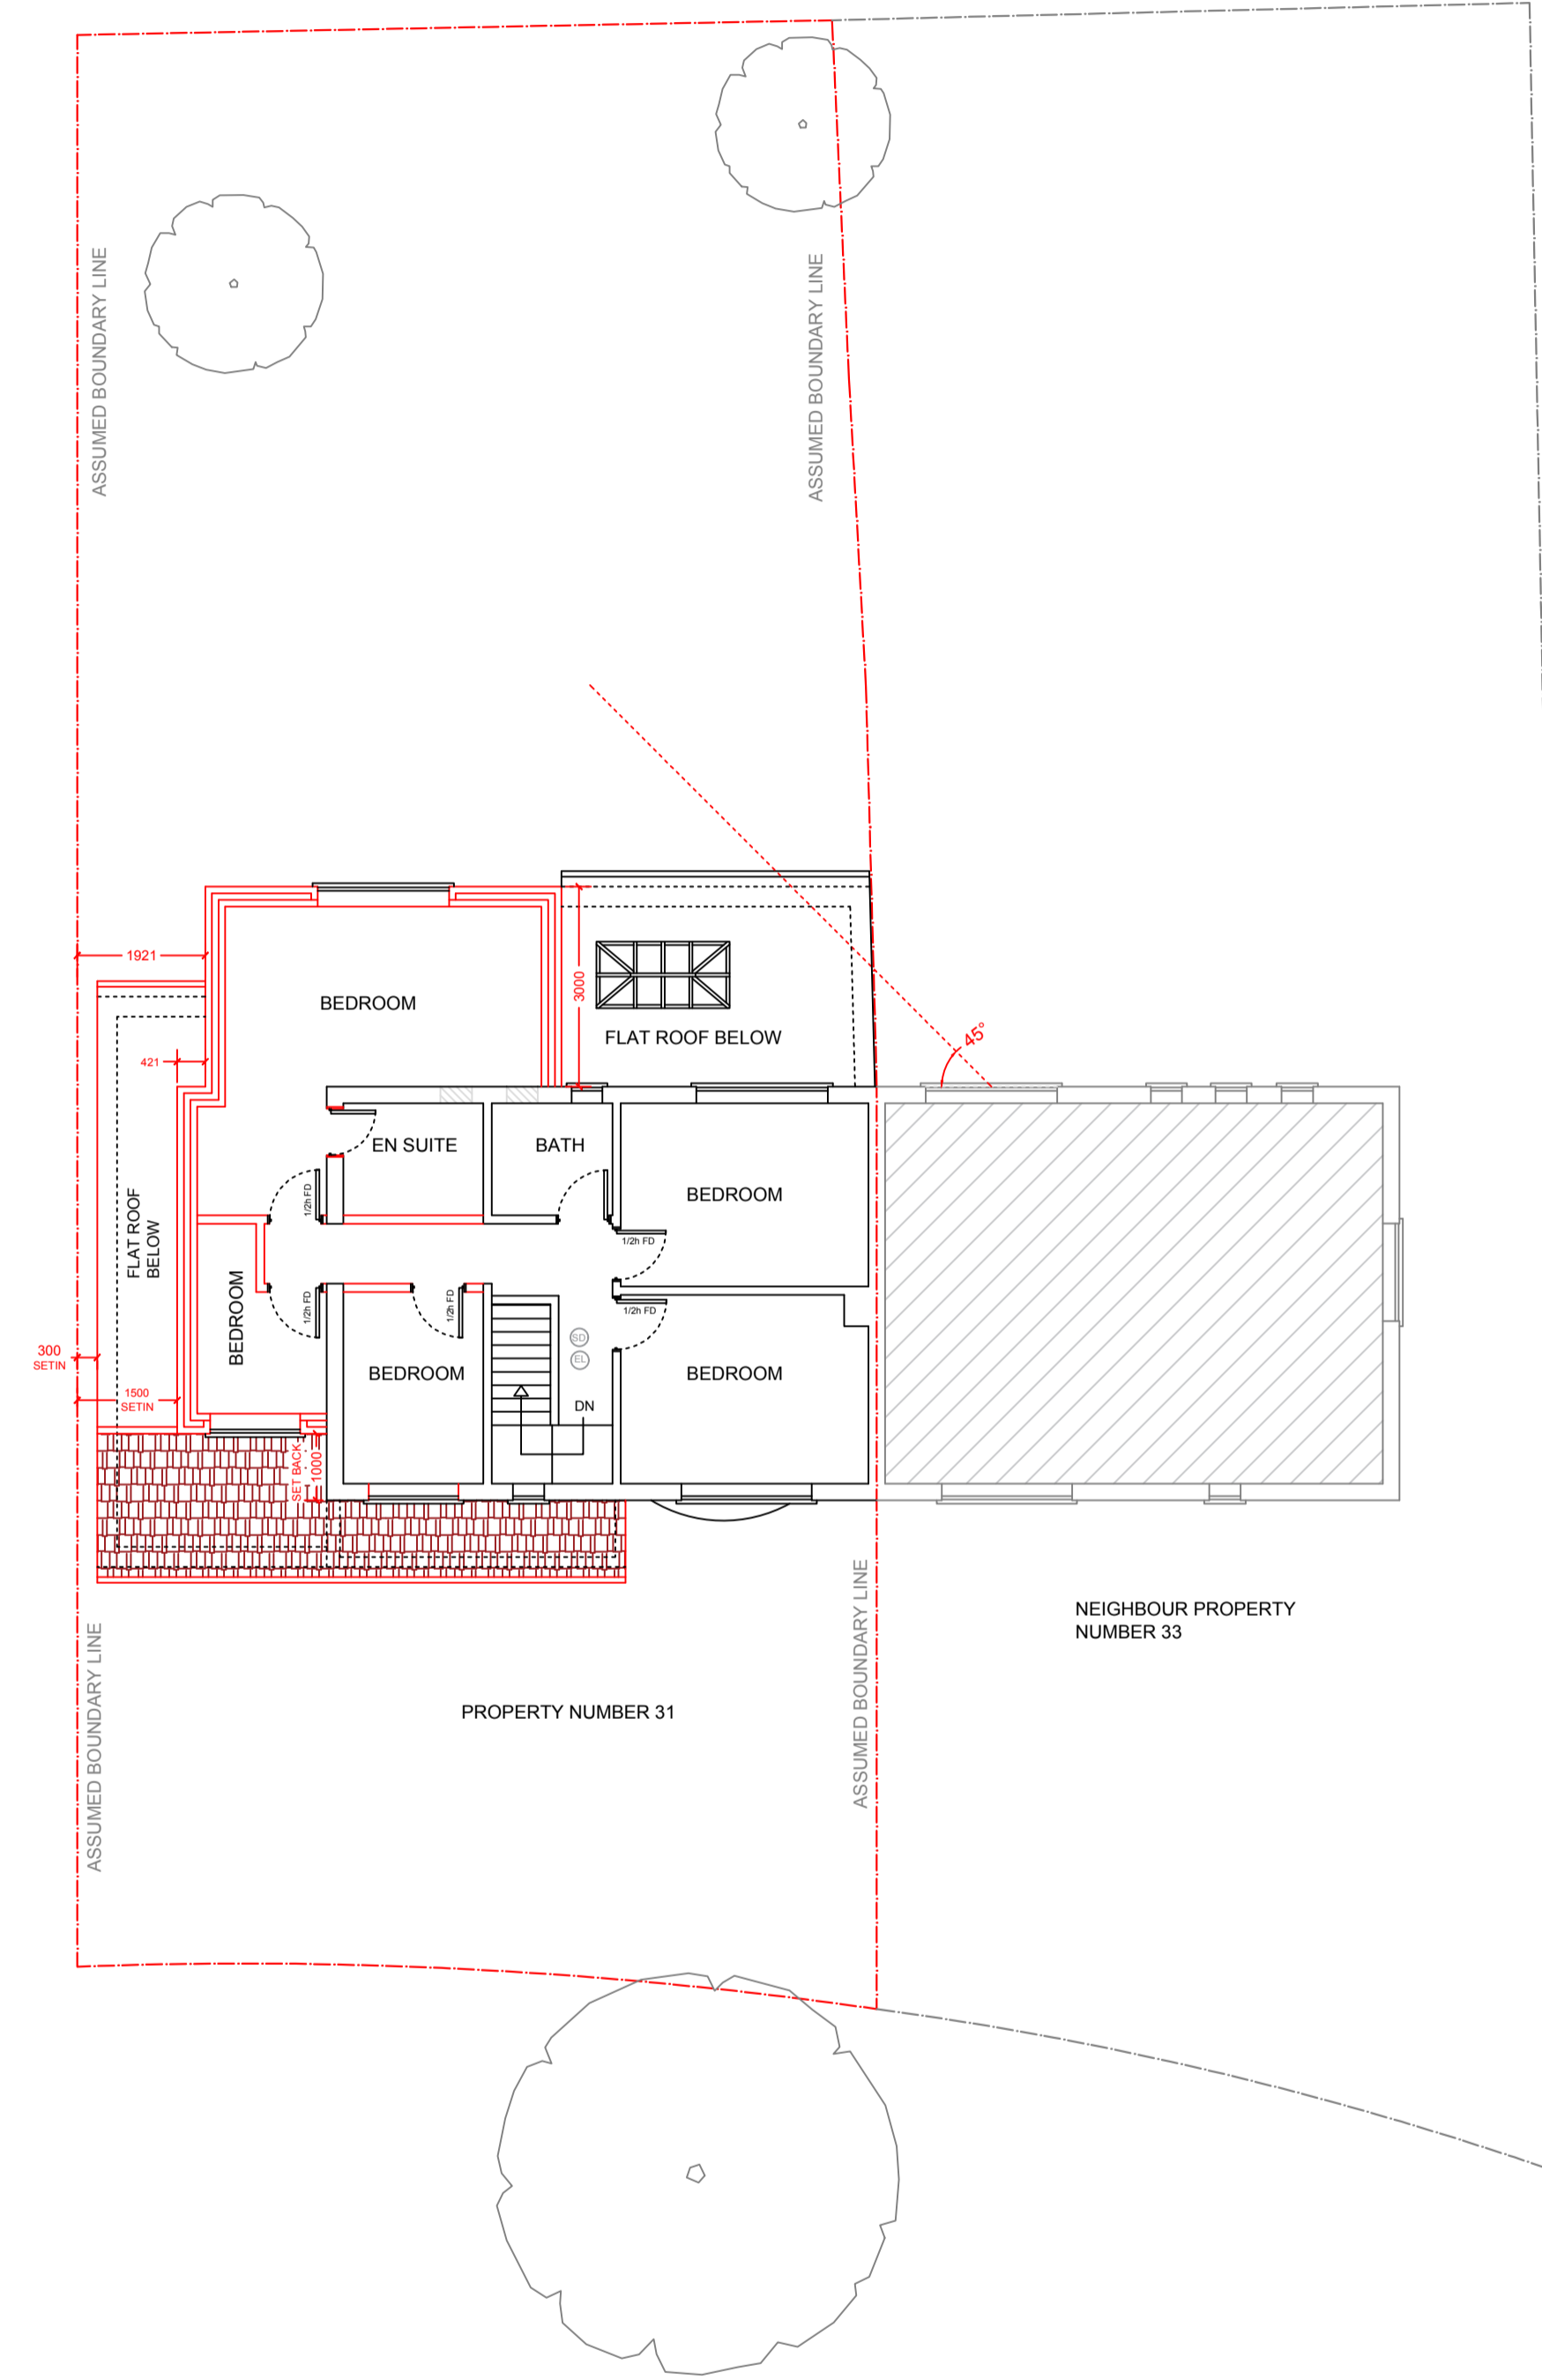 ASSUMED BOUNDARY LINE
ASSUMED BOUNDARY LINE
1921
3000
BEDROOM
FLAT ROOF BELOW
45°
421
EN SUITE
BATH
BEDROOM
1/2h FD
FLAT ROOF
BELOW
1/2h FD
BEDROOM
1/2h FD
1/2h FD
1/2h FD
SD
EL
300
SETIN
BEDROOM
BEDROOM
1500
SETIN
DN
SET BACK
1000
NEIGHBOUR PROPERTY
NUMBER 33
ASSUMED BOUNDARY LINE
ASSUMED BOUNDARY LINE
PROPERTY NUMBER 31